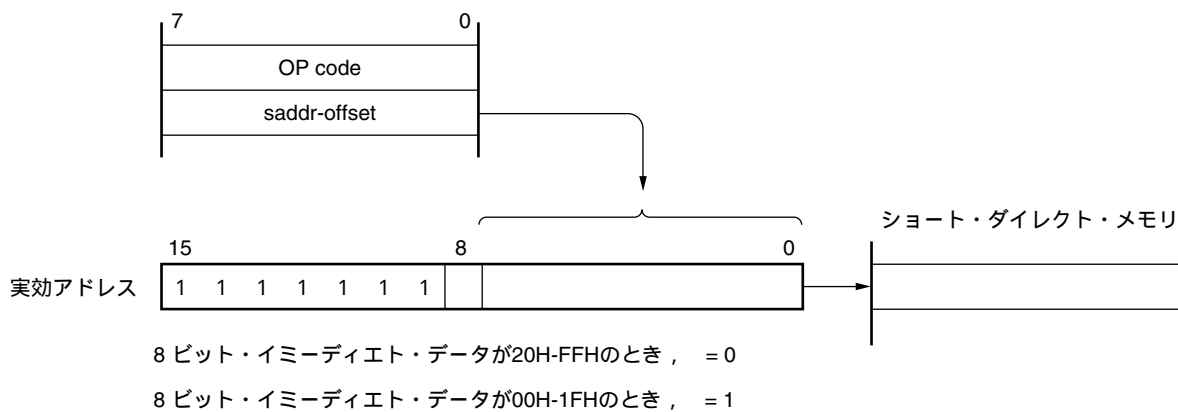 7 0
OP code
saddr-offset
ショート・ダイレクト・メモリ
15 8 0
実効アドレス 1 1 1 1 1 1 1
8 ビット・イミーディエト・データが20H-FFHのとき， = 0
8 ビット・イミーディエト・データが00H-1FHのとき， = 1